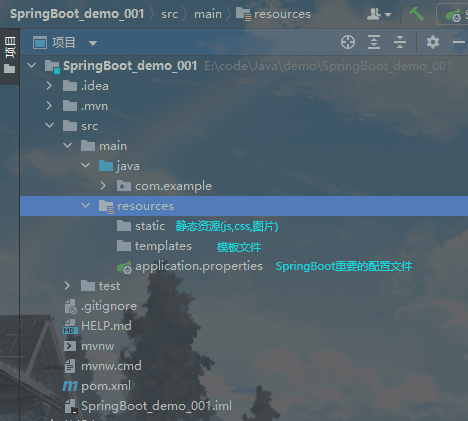 SpringBoot_demo_001 src main resources
项目
项目
SpringBoot_demo_001 E:\code\Java\demo\SpringBoot_demo_001
.idea
.mvn
src
main
java
com.example
resources
static 静态资源(js,css,图片)
templates 模板文件
application.properties SpringBoot重要的配置文件
test
.gitignore
HELP.md
mvnw
mvnw.cmd
pom.xml
SpringBoot_demo_001.iml